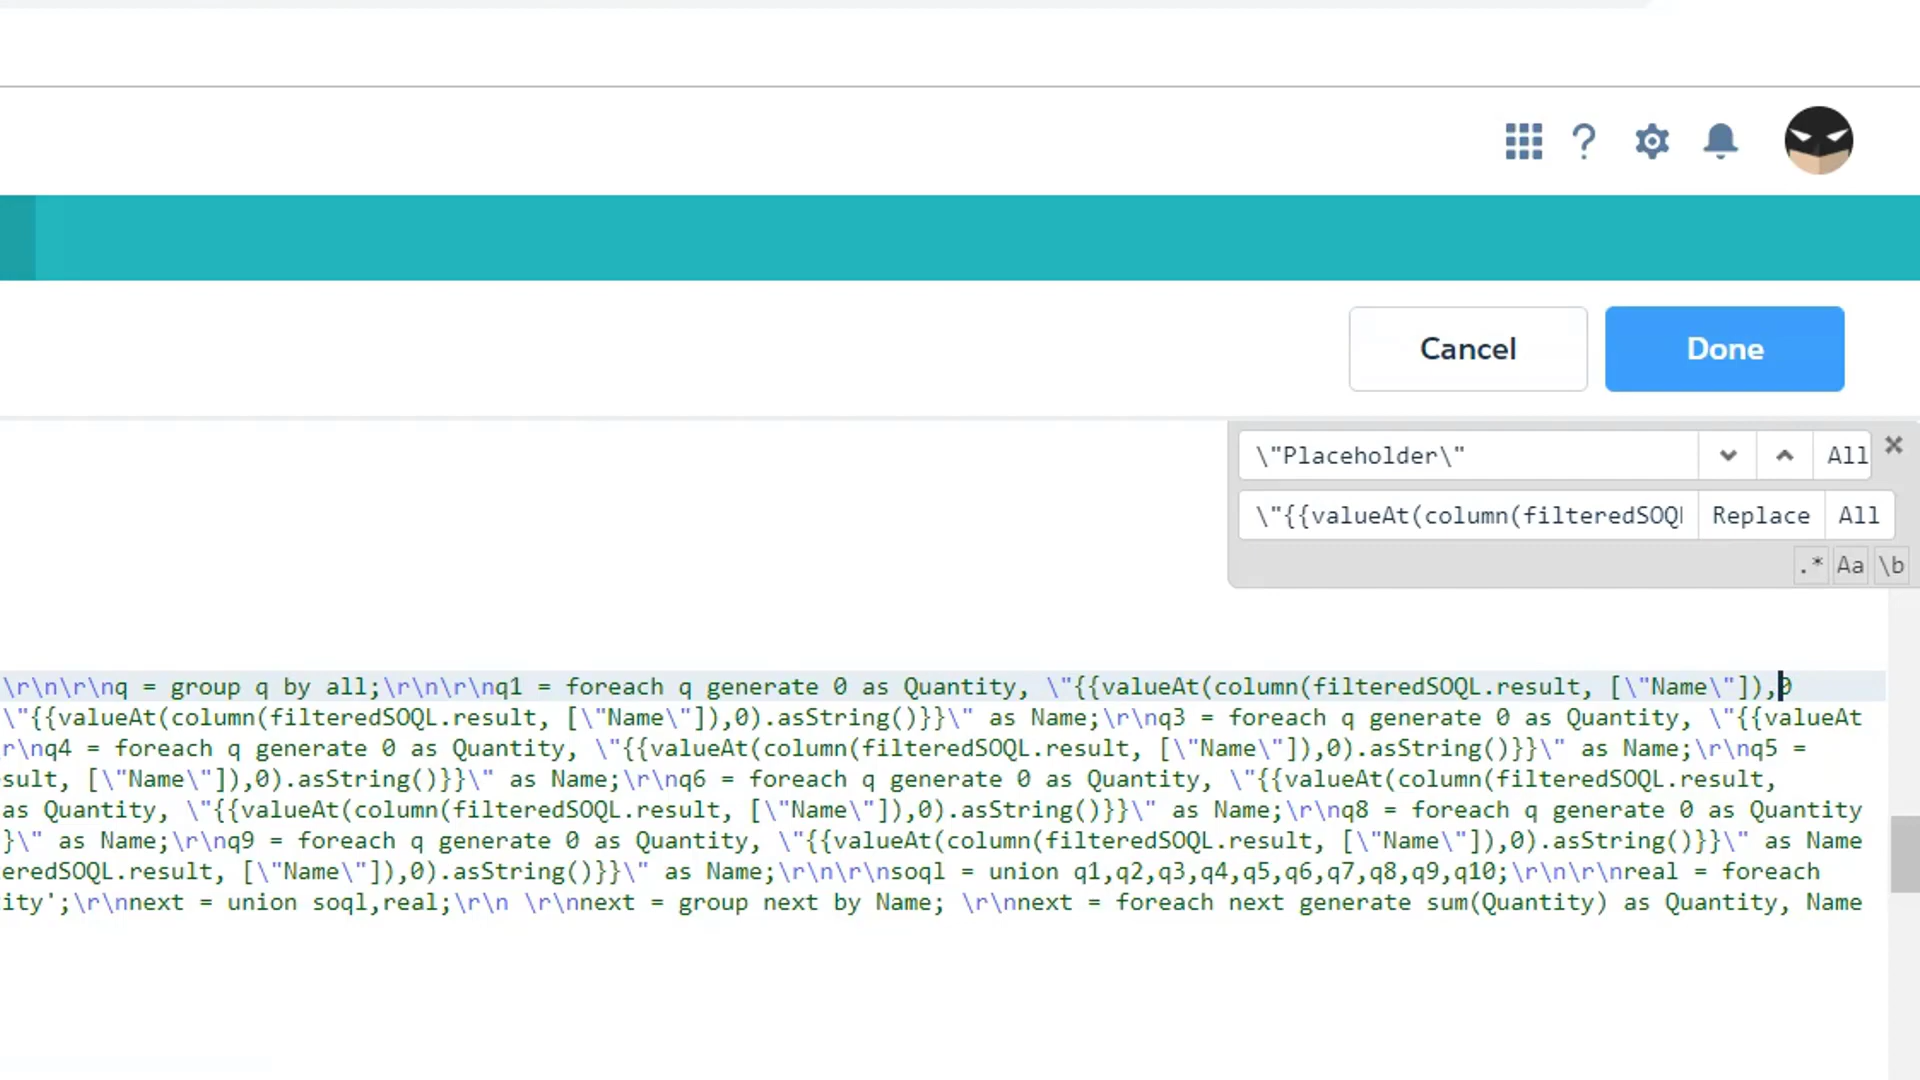 Cancel
Done
\"Placeholder\"
All
\"{{valueAt(column(filteredSOQL
Replace
All
.*
Aa
\b
\r\n\r\nq = group q by all;\r\n\r\nq1 = foreach q generate 0 as Quantity, \"{{valueAt(column(filteredSOQL.result, [\"Name\"]),0
\"{{valueAt(column(filteredSOQL.result, [\"Name\"]),0).asString()}}\" as Name;\r\nq3 = foreach q generate 0 as Quantity, \"{{valueAt
r\nq4 = foreach q generate 0 as Quantity, \"{{valueAt(column(filteredSOQL.result, [\"Name\"]),0).asString()}}\" as Name;\r\nq5 =
sult, [\"Name\"]),0).asString()}}\" as Name;\r\nq6 = foreach q generate 0 as Quantity, \"{{valueAt(column(filteredSOQL.result,
as Quantity, \"{{valueAt(column(filteredSOQL.result, [\"Name\"]),0).asString()}}\" as Name;\r\nq8 = foreach q generate 0 as Quantity
}\" as Name;\r\nq9 = foreach q generate 0 as Quantity, \"{{valueAt(column(filteredSOQL.result, [\"Name\"]),0).asString()}}\" as Name
eredSOQL.result, [\"Name\"]),0).asString()}}\" as Name;\r\n\r\nsoql = union q1,q2,q3,q4,q5,q6,q7,q8,q9,q10;\r\n\r\nreal = foreach
ity';\r\nnext = union soql,real;\r\n \r\nnext = group next by Name; \r\nnext = foreach next generate sum(Quantity) as Quantity, Name